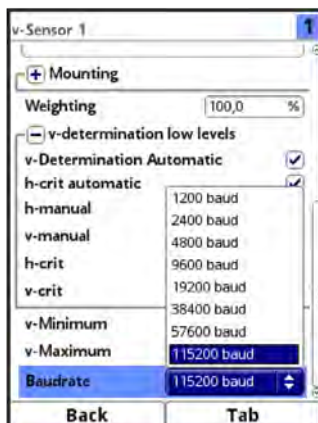 v-Sensor 1 1
Mounting
Weighting 100,0 %
v-determination low levels
v-Determination Automatic
h-crit automatic
h-manual
v-manual
h-crit
v-crit
v-Minimum
v-Maximum
1200 baud
2400 baud
4800 baud
9600 baud
19200 baud
38400 baud
57600 baud
115200 baud
Baudrate 115200 baud
Back Tab